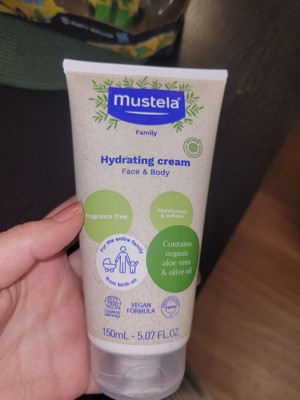 mustela
Family
Hydrating cream
Face & Body
Fragrance free
Moisturizes
& softens
For the entire family
from birth on
Contains
organic
aloe vera
& olive oil
VEGAN
FORMULA
150mL - 5.07 FL.OZ.